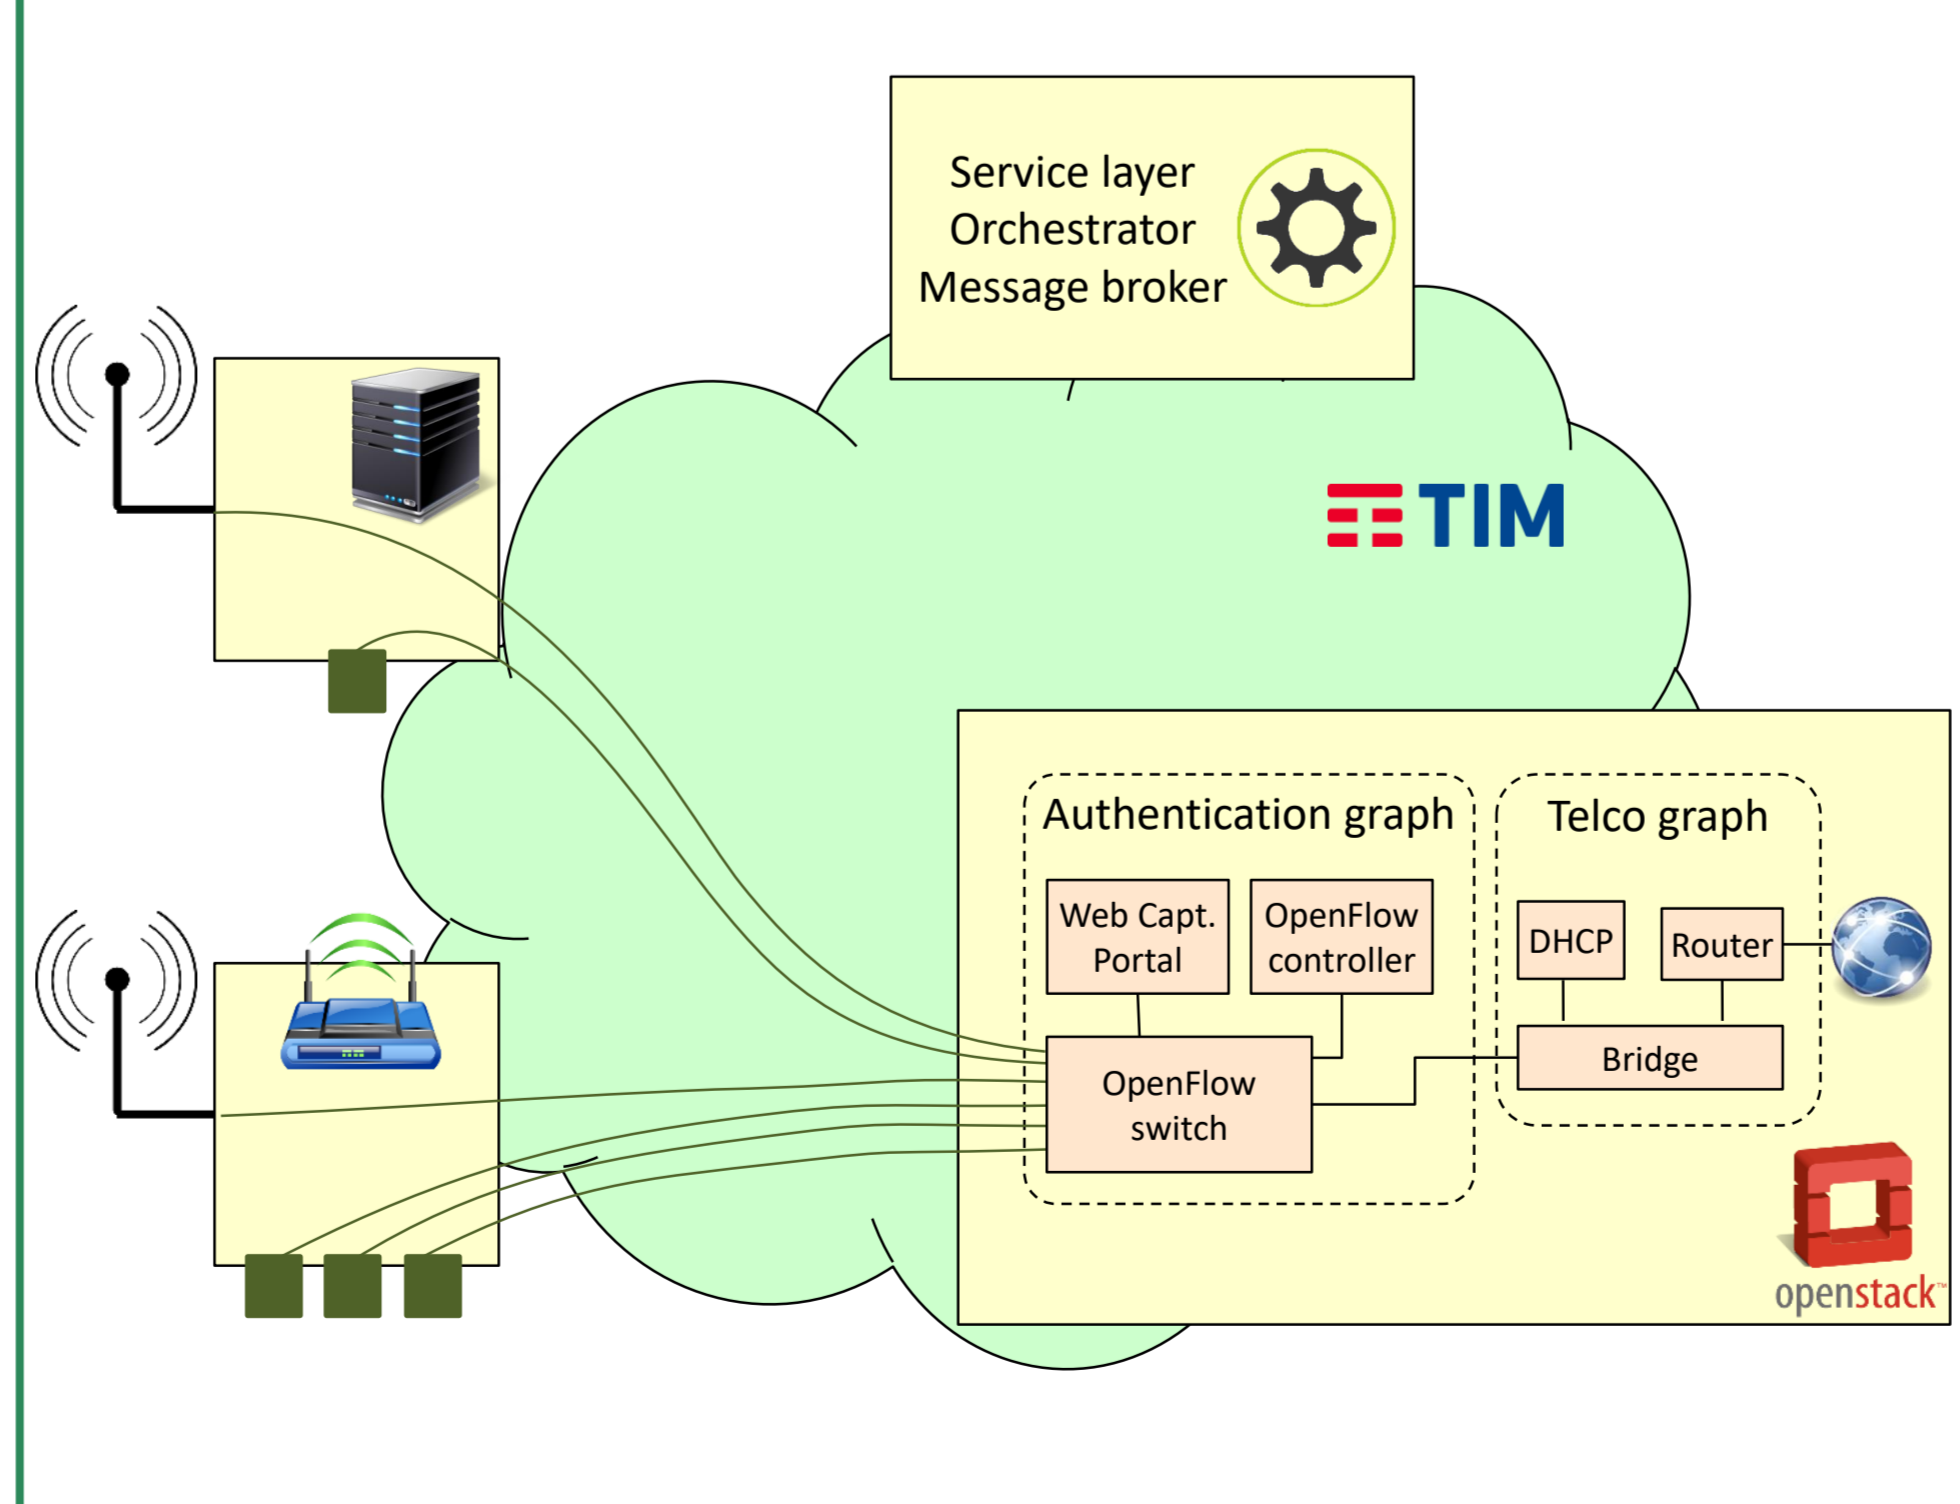 Service layer
Orchestrator
Message broker
TIM
Authentication graph
Telco graph
Web Capt.
Portal
OpenFlow
controller
DHCP
Router
OpenFlow
switch
Bridge
openstack™